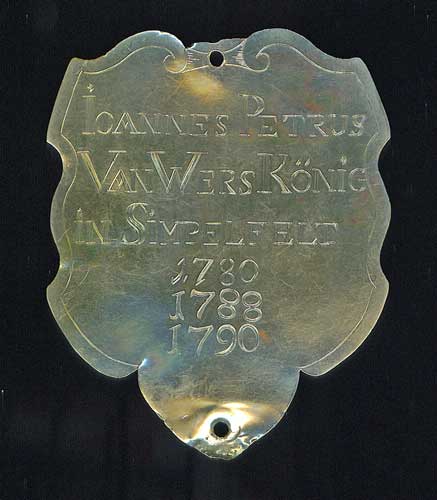 IOANNES PETRUS
VAN WERS KÖNIG
IN SIMPELFELT
1780
1788
1790